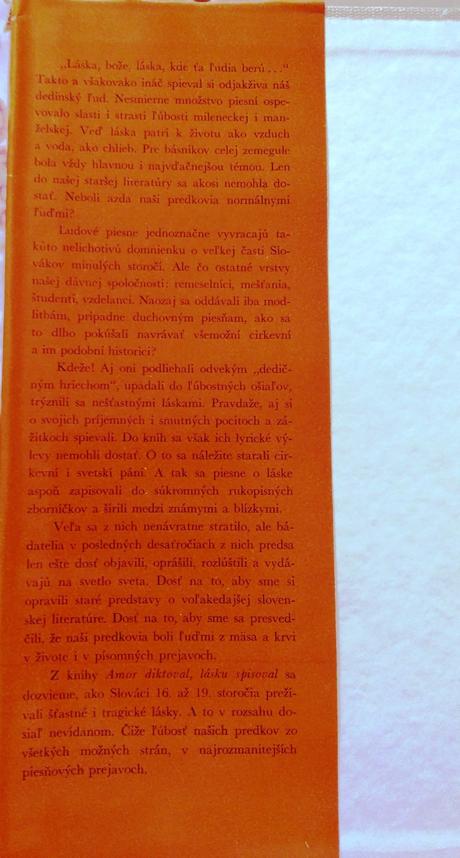 „Láska, bože, láska, kde ťa ľudia berú..."
Takto a všakovako ináč spieval si odjakživa náš
dedinský ľud. Nesmierne množstvo piesní ospe-
vovalo slasti i strasti ľúbosti mileneckej i man-
želskej. Veď láska patrí k životu ako vzduch
a voda, ako chlieb. Pre básnikov celej zemegule
bola vždy hlavnou i najvďačnejšou témou. Len
do našej staršej literatúry sa akosi nemohla do-
stať. Neboli azda naši predkovia normálnymi
ľuďmi?
Ľudové piesne jednoznačne vyvracajú ta-
kúto nelichotivú domnienku o veľkej časti Slo-
vákov minulých storočí. Ale čo ostatné vrstvy
našej dávnej spoločnosti: remeselníci, mešťania,
študenti, vzdelanci. Naozaj sa oddávali iba mod-
litbám, prípadne duchovným piesňam, ako sa
to dlho pokúšali navrávať všemožní cirkevní
a im podobní historici?
Kdeže! Aj oni podliehali odvekým „dedič-
ným hriechom", upadali do ľúbostných ošiaľov,
trýznili sa nešťastnými láskami. Pravdaže, aj si
o svojich príjemných i smutných pocitoch a zá-
žitkoch spievali. Do kníh sa však ich lyrické vý-
levy nemohli dostať. O to sa náležite starali cir-
kevní i svetskí páni. A tak sa piesne o láske
aspoň zapisovali do súkromných rukopisných
zborníčkov a šírili medzi známymi a blízkymi.
Veľa sa z nich nenávratne stratilo, ale bá-
datelia v posledných desaťročiach z nich predsa
len ešte dosť objavili, oprášili, rozlúštili a vydá-
vajú na svetlo sveta. Dosť na to, aby sme si
opravili staré predstavy o voľakedajšej sloven-
skej literatúre. Dosť na to, aby sme sa presved-
čili, že naši predkovia boli ľuďmi z mäsa a krvi
v živote i v písomných prejavoch.
Z knihy Amor diktoval, lásku spisoval sa
dozvieme, ako Slováci 16. až 19. storočia preží-
vali šťastné i tragické lásky. A to v rozsahu do-
siaľ nevídanom. Čiže ľúbosť našich predkov zo
všetkých možných strán, v najrozmanitejších
piesňových prejavoch.